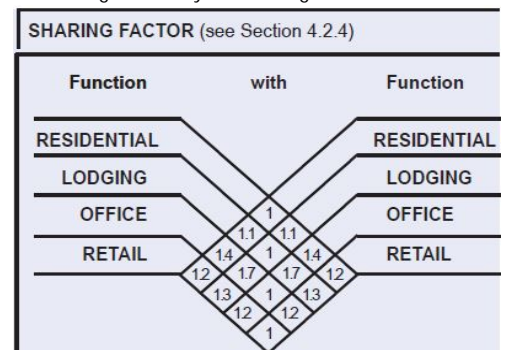 SHARING FACTOR (see Section 4.2.4)
Function with Function
RESIDENTIAL RESIDENTIAL
LODGING LODGING
OFFICE 1 OFFICE
1.1 1.1
RETAIL 1.4 1 1.4 RETAIL
1.2 1.7 1.7 1.2
1.3 1 1.3
1.2 1.2
1